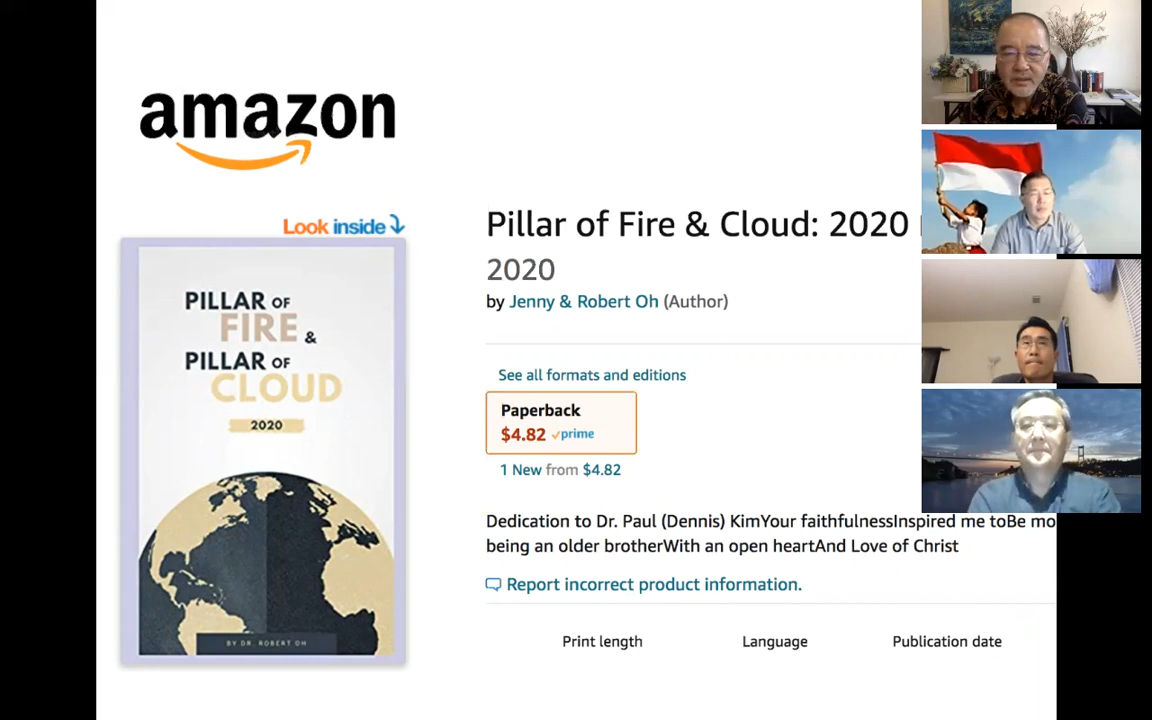 amazon
Look inside
PILLAR OF
FIRE &
PILLAR OF
CLOUD
2020
BY DR. ROBERT OH
Pillar of Fire & Cloud: 2020
2020
by Jenny & Robert Oh (Author)
See all formats and editions
Paperback
$4.82 prime
1 New from $4.82
Dedication to Dr. Paul (Dennis) KimYour faithfulnessInspired me toBe mo
being an older brotherWith an open heartAnd Love of Christ
Report incorrect product information.
Print length Language Publication date